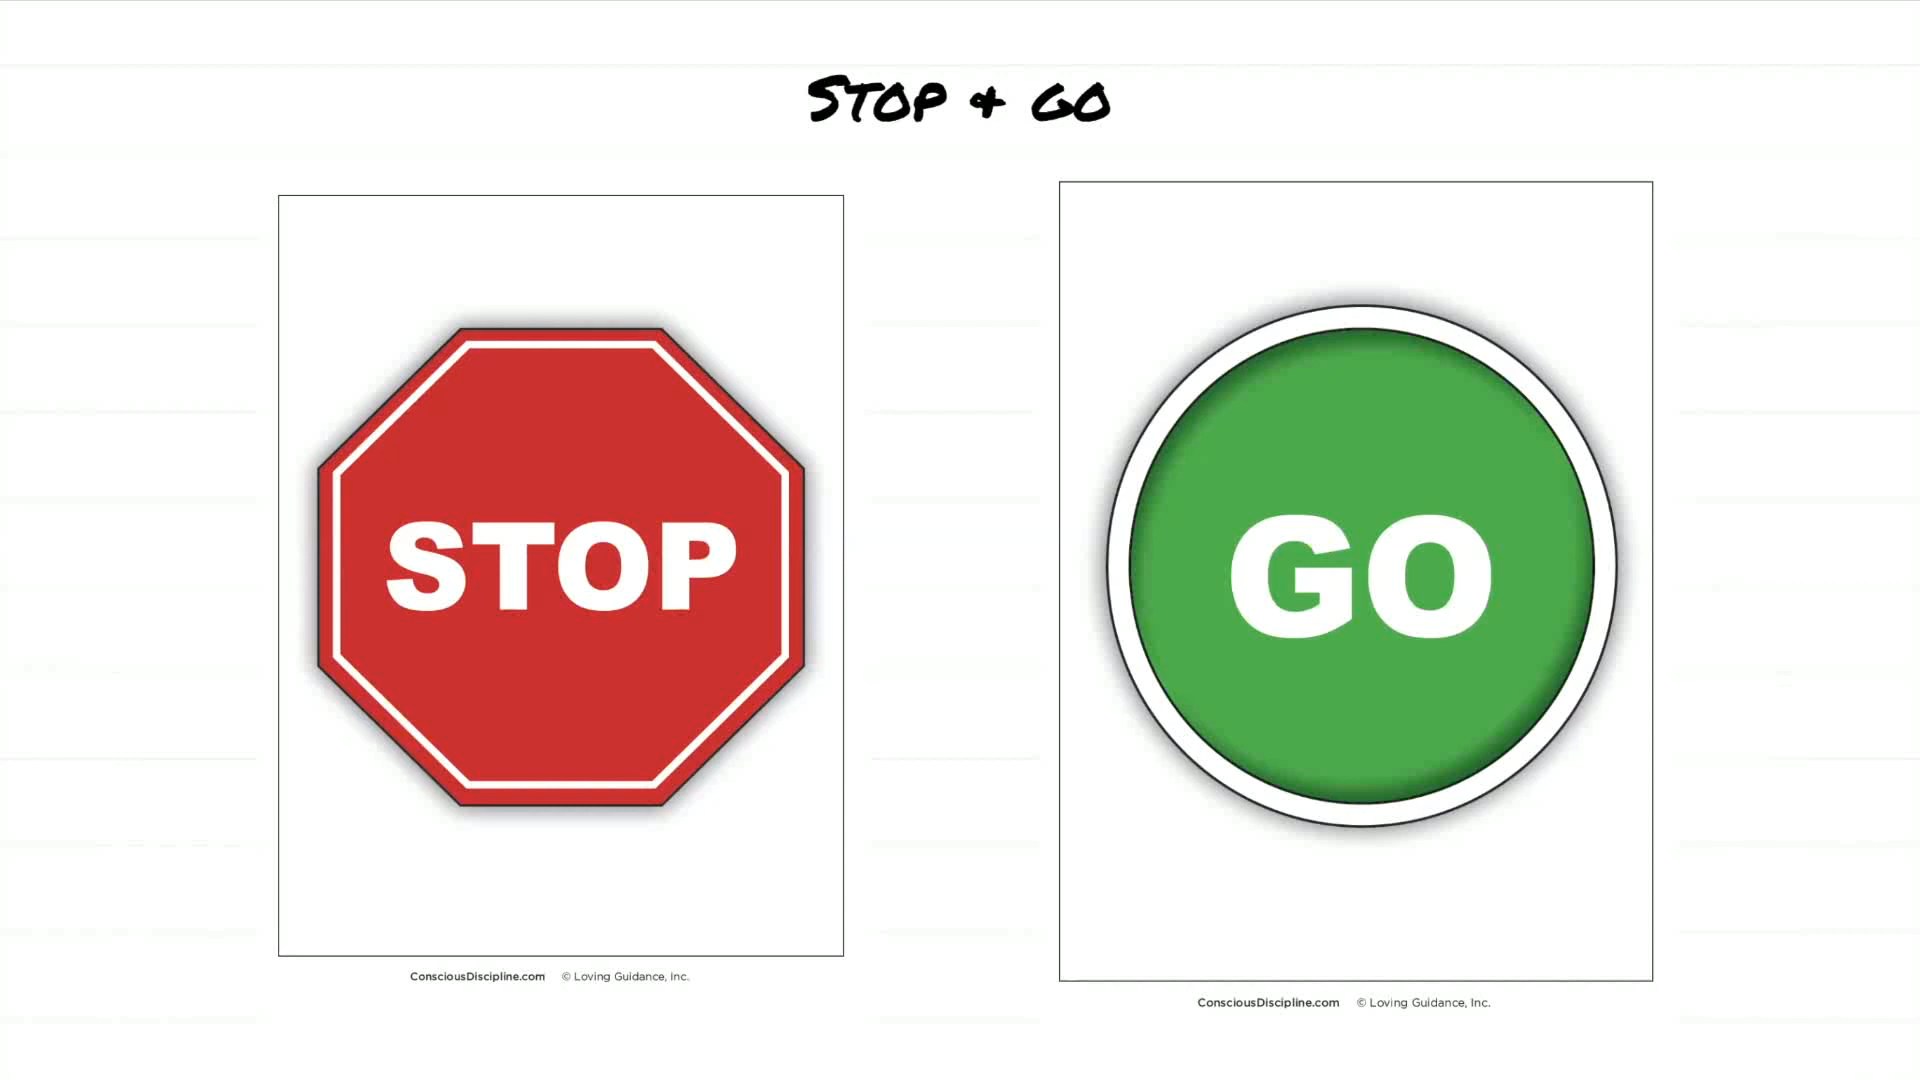 STOP & GO
STOP
GO
ConsciousDiscipline.com © Loving Guidance, Inc.
ConsciousDiscipline.com © Loving Guidance, Inc.